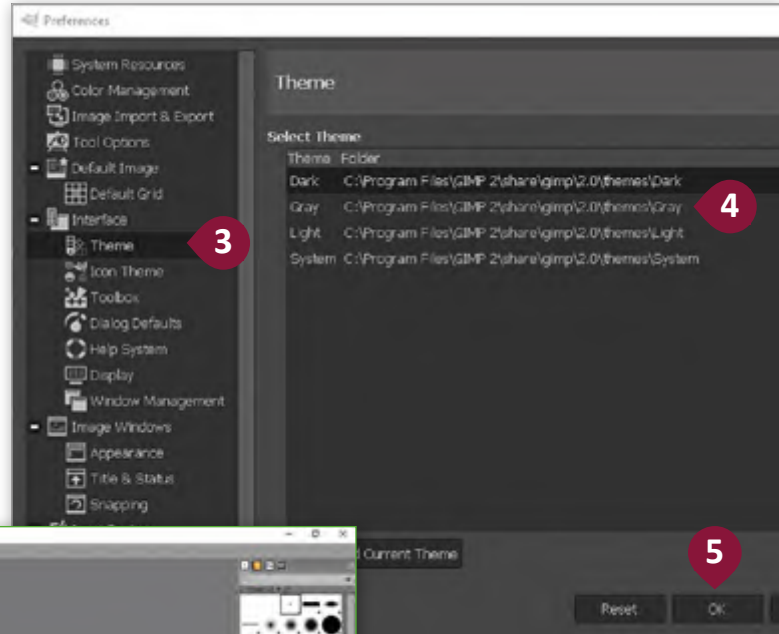 Preferences
System Resources
Color Management
Image Import & Export
Tool Options
Default Image
Default Grid
Interface
Theme
3
Icon Theme
Toolbox
Dialog Defaults
Help System
Display
Window Management
Image Windows
Appearance
Title & Status
Snapping
Theme
Select Theme
Theme Folder
Dark C:\Program Files\GIMP 2\share\gimp\2.0\themes\Dark
Gray C:\Program Files\GIMP 2\share\gimp\2.0\themes\Gray
4
Light C:\Program Files\GIMP 2\share\gimp\2.0\themes\Light
System C:\Program Files\GIMP 2\share\gimp\2.0\themes\System
Current Theme
5
Reset
OK